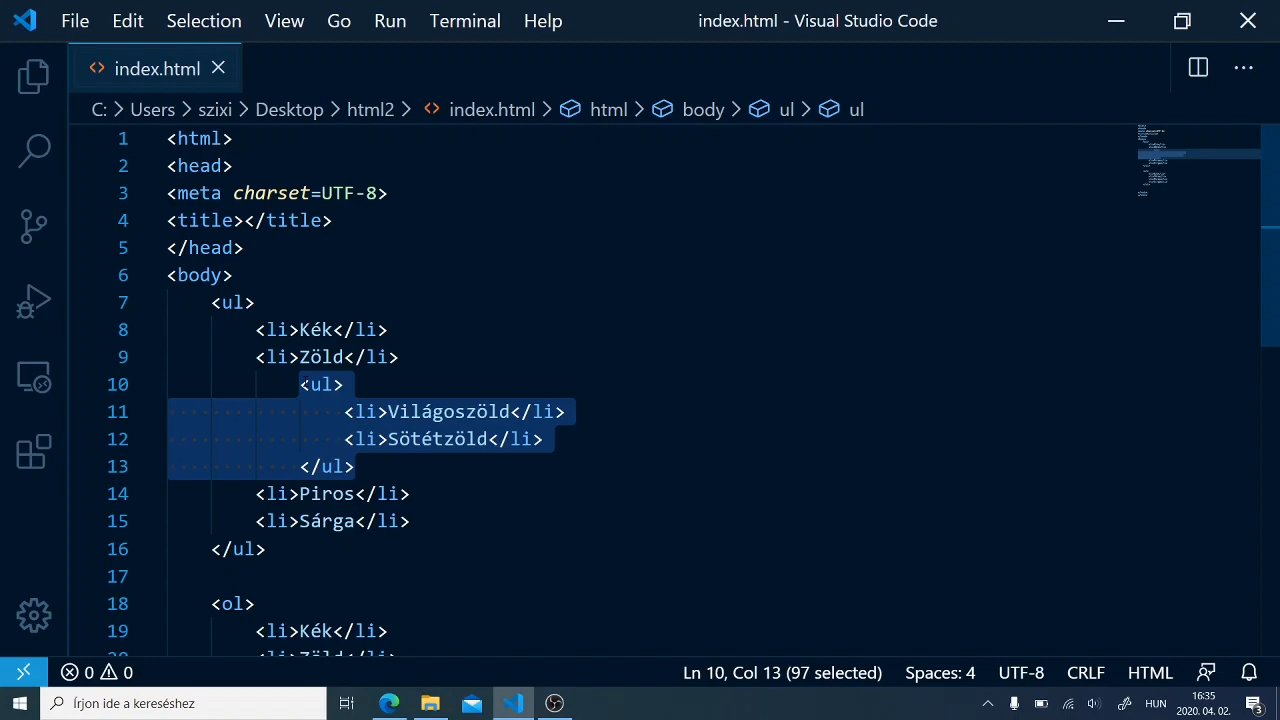 File Edit Selection View Go Run Terminal Help index.html - Visual Studio Code
index.html
C: Users szixi Desktop html2 index.html html body ul ul
1 <html>
2 <head>
3 <meta charset=UTF-8>
4 <title></title>
5 </head>
6 <body>
7 <ul>
8 <li>Kék</li>
9 <li>Zöld</li>
10 <ul>
11 <li>Világoszöld</li>
12 <li>Sötétzöld</li>
13 </ul>
14 <li>Piros</li>
15 <li>Sárga</li>
16 </ul>
17
18 <ol>
19 <li>Kék</li>
20 <li>Zöld</li>
0 0 Ln 10, Col 13 (97 selected) Spaces: 4 UTF-8 CRLF HTML
Írjon ide a kereséshez HUN 16:35
2020. 04. 02. 3